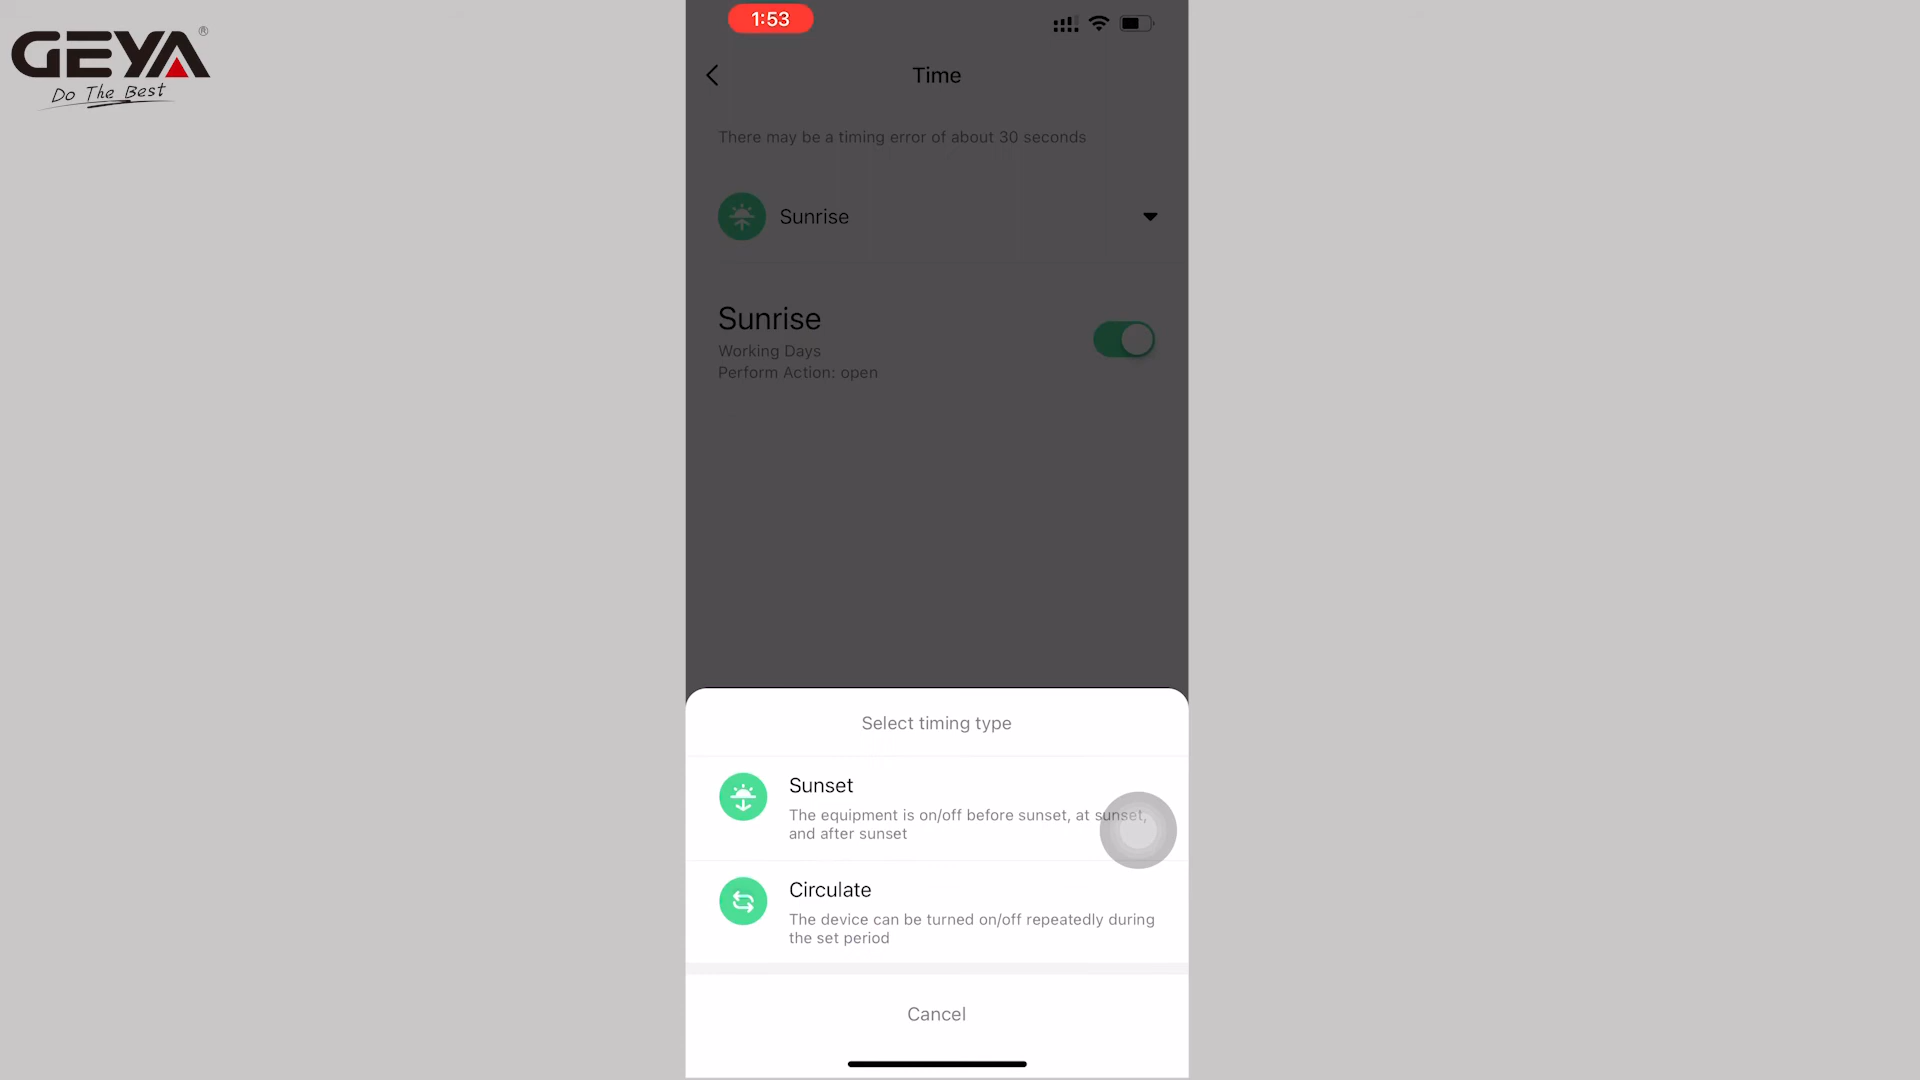 GEYA®
Do The Best
1:53
Time
There may be a timing error of about 30 seconds
Sunrise
Sunrise
Working Days
Perform Action: open
Select timing type
Sunset
The equipment is on/off before sunset, at sunset,
and after sunset
Circulate
The device can be turned on/off repeatedly during
the set period
Cancel